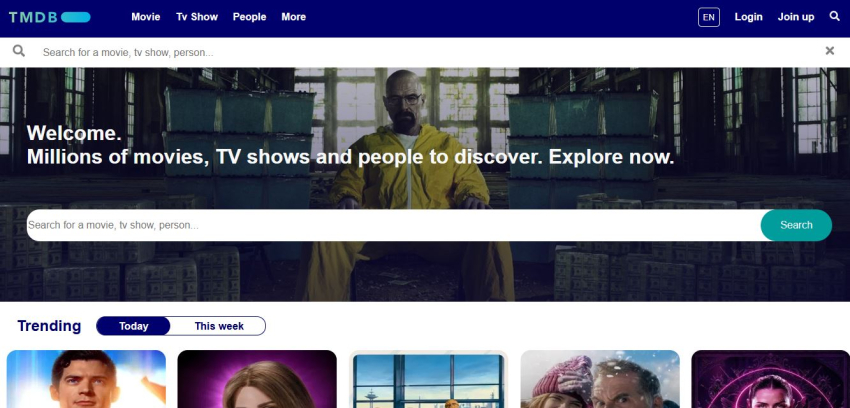 TMDB Movie Tv Show People More EN Login Join up
Search for a movie, tv show, person...
Welcome.
Millions of movies, TV shows and people to discover. Explore now.
Search for a movie, tv show, person... Search
Trending Today This week